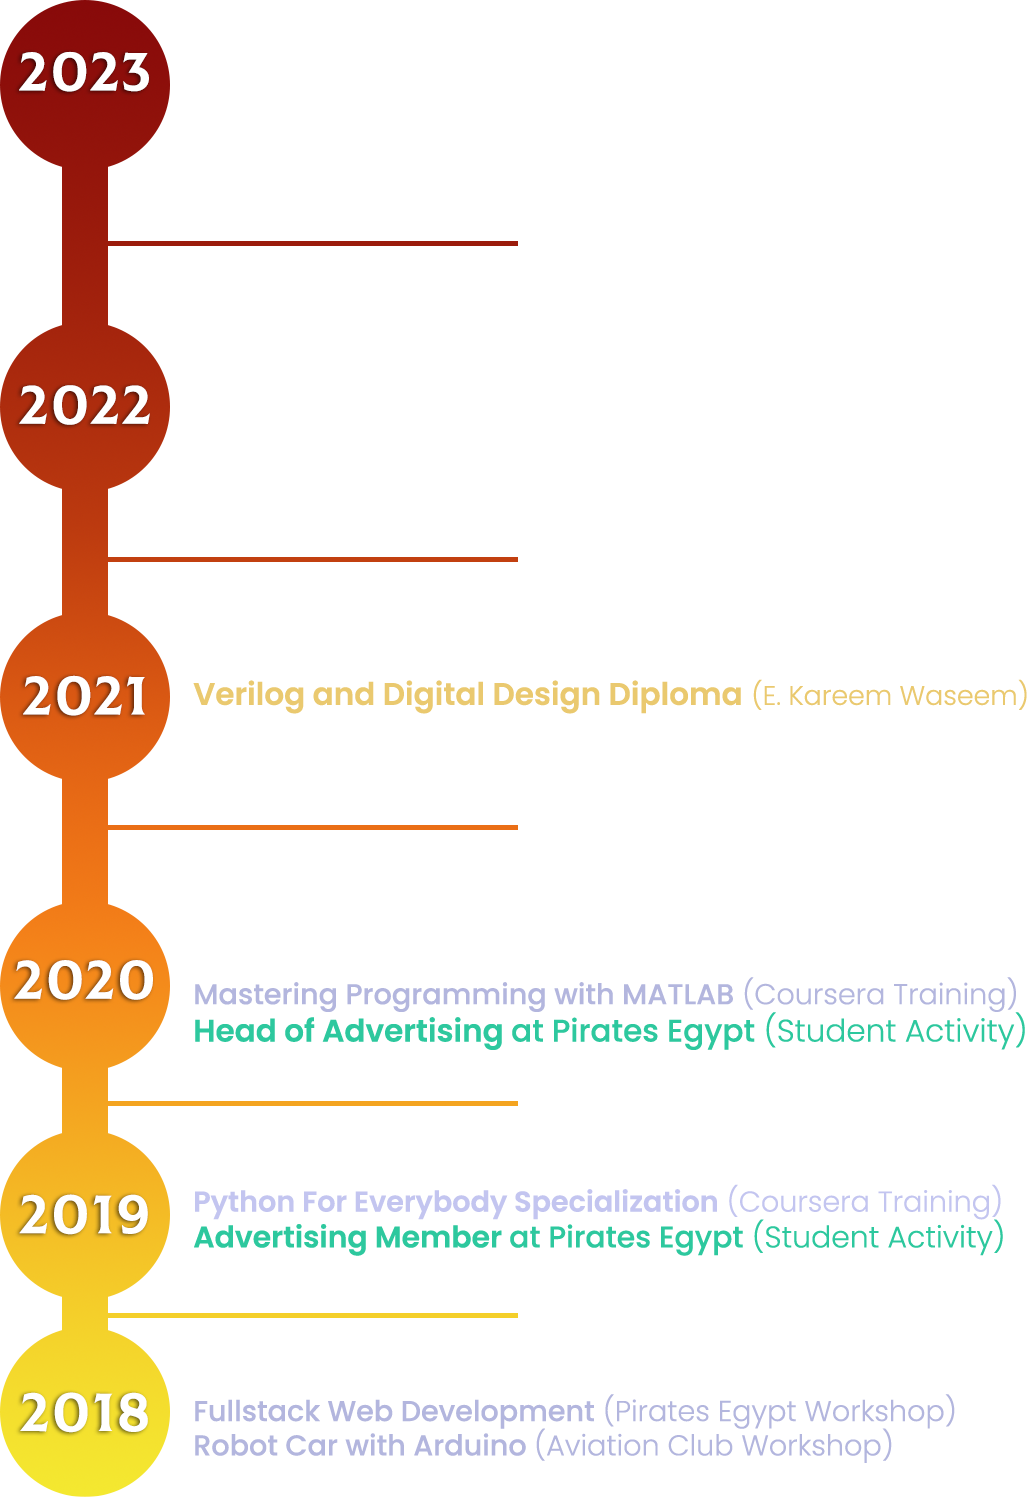 2023
2022
2021
Verilog and Digital Design Diploma (E. Kareem Waseem)
2020
Mastering Programming with MATLAB (Coursera Training)
Head of Advertising at Pirates Egypt (Student Activity)
2019
Python For Everybody Specialization (Coursera Training)
Advertising Member at Pirates Egypt (Student Activity)
2018
Fullstack Web Development (Pirates Egypt Workshop)
Robot Car with Arduino (Aviation Club Workshop)